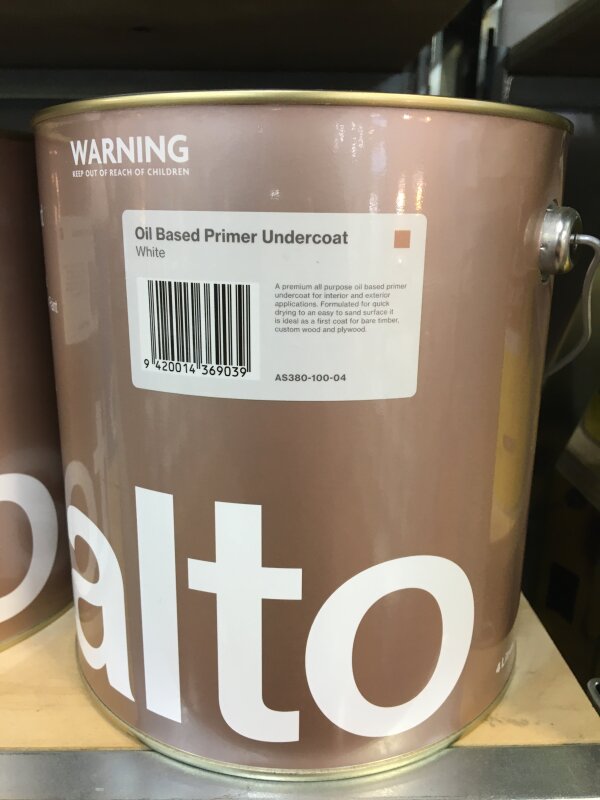 WARNING
KEEP OUT OF REACH OF CHILDREN
Oil Based Primer Undercoat
White
A premium all purpose oil based primer
undercoat for interior and exterior
applications. Formulated for quick
drying to an easy to sand surface it
is ideal as a first coat for bare timber,
custom wood and plywood.
9 420014 369039
AS380-100-04
alto